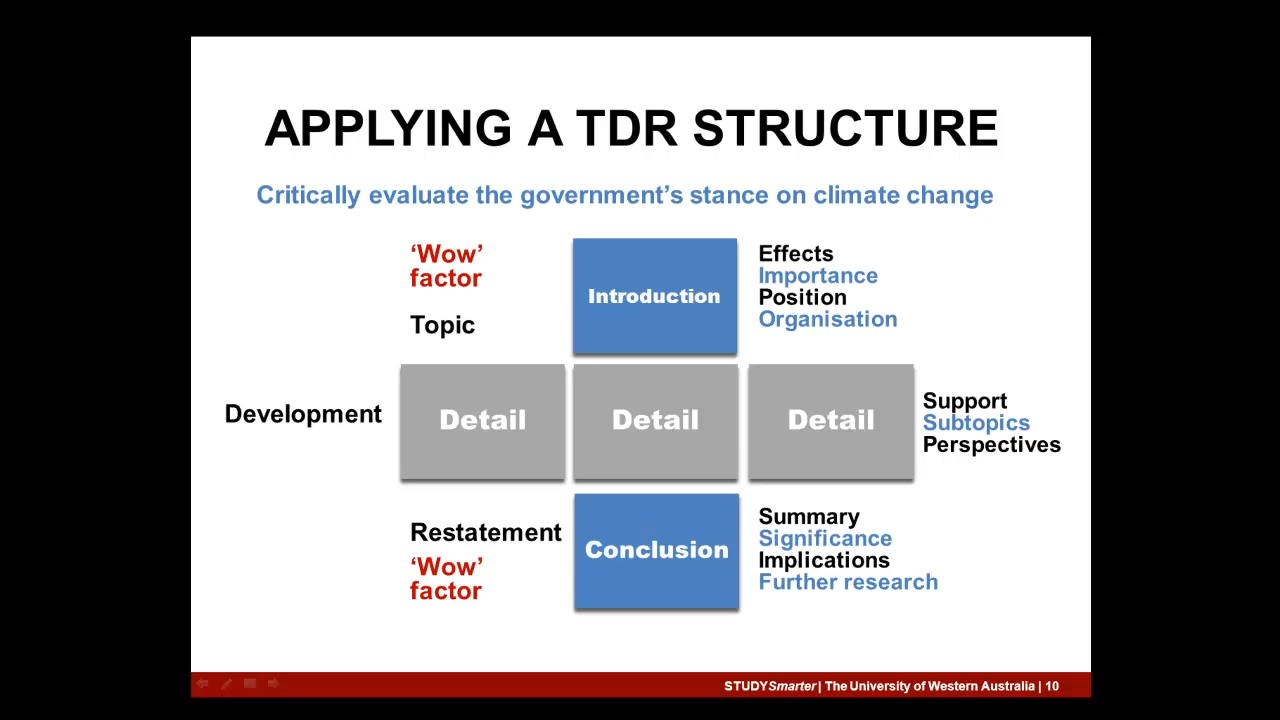 APPLYING A TDR STRUCTURE
Critically evaluate the government’s stance on climate change
‘Wow’
factor
Topic
Introduction
Effects
Importance
Position
Organisation
Development
Detail
Detail
Detail
Support
Subtopics
Perspectives
Restatement
‘Wow’
factor
Conclusion
Summary
Significance
Implications
Further research
STUDYSmarter | The University of Western Australia | 10